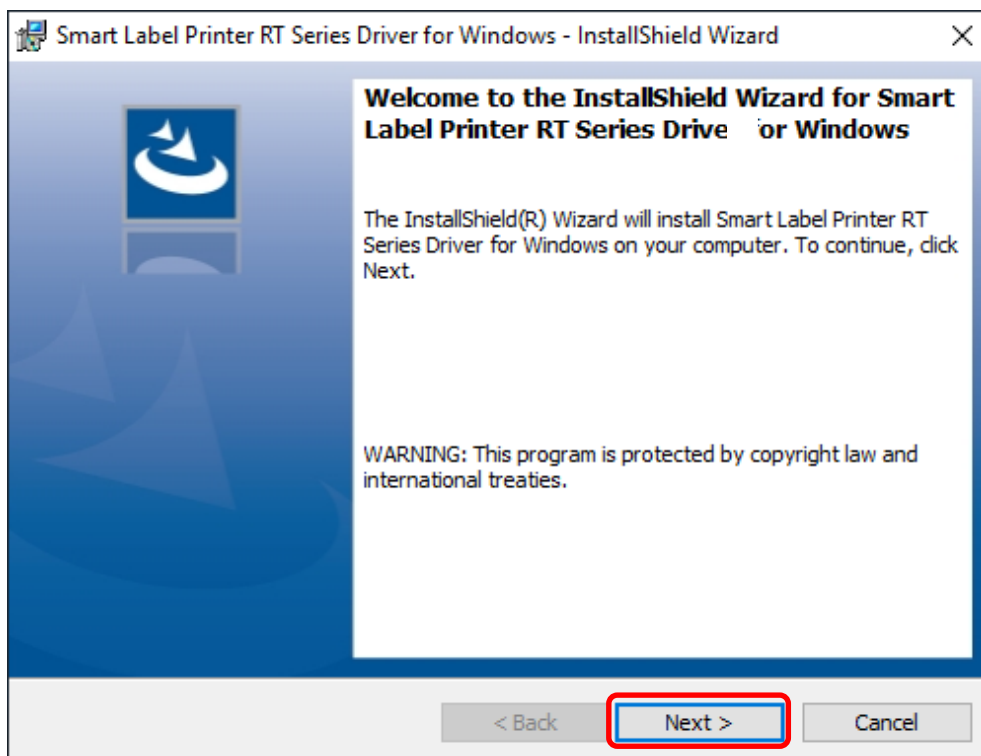 Smart Label Printer RT Series Driver for Windows - InstallShield Wizard
Welcome to the InstallShield Wizard for Smart
Label Printer RT Series Drive or Windows
The InstallShield(R) Wizard will install Smart Label Printer RT
Series Driver for Windows on your computer. To continue, click
Next.
WARNING: This program is protected by copyright law and
international treaties.
< Back
Next >
Cancel